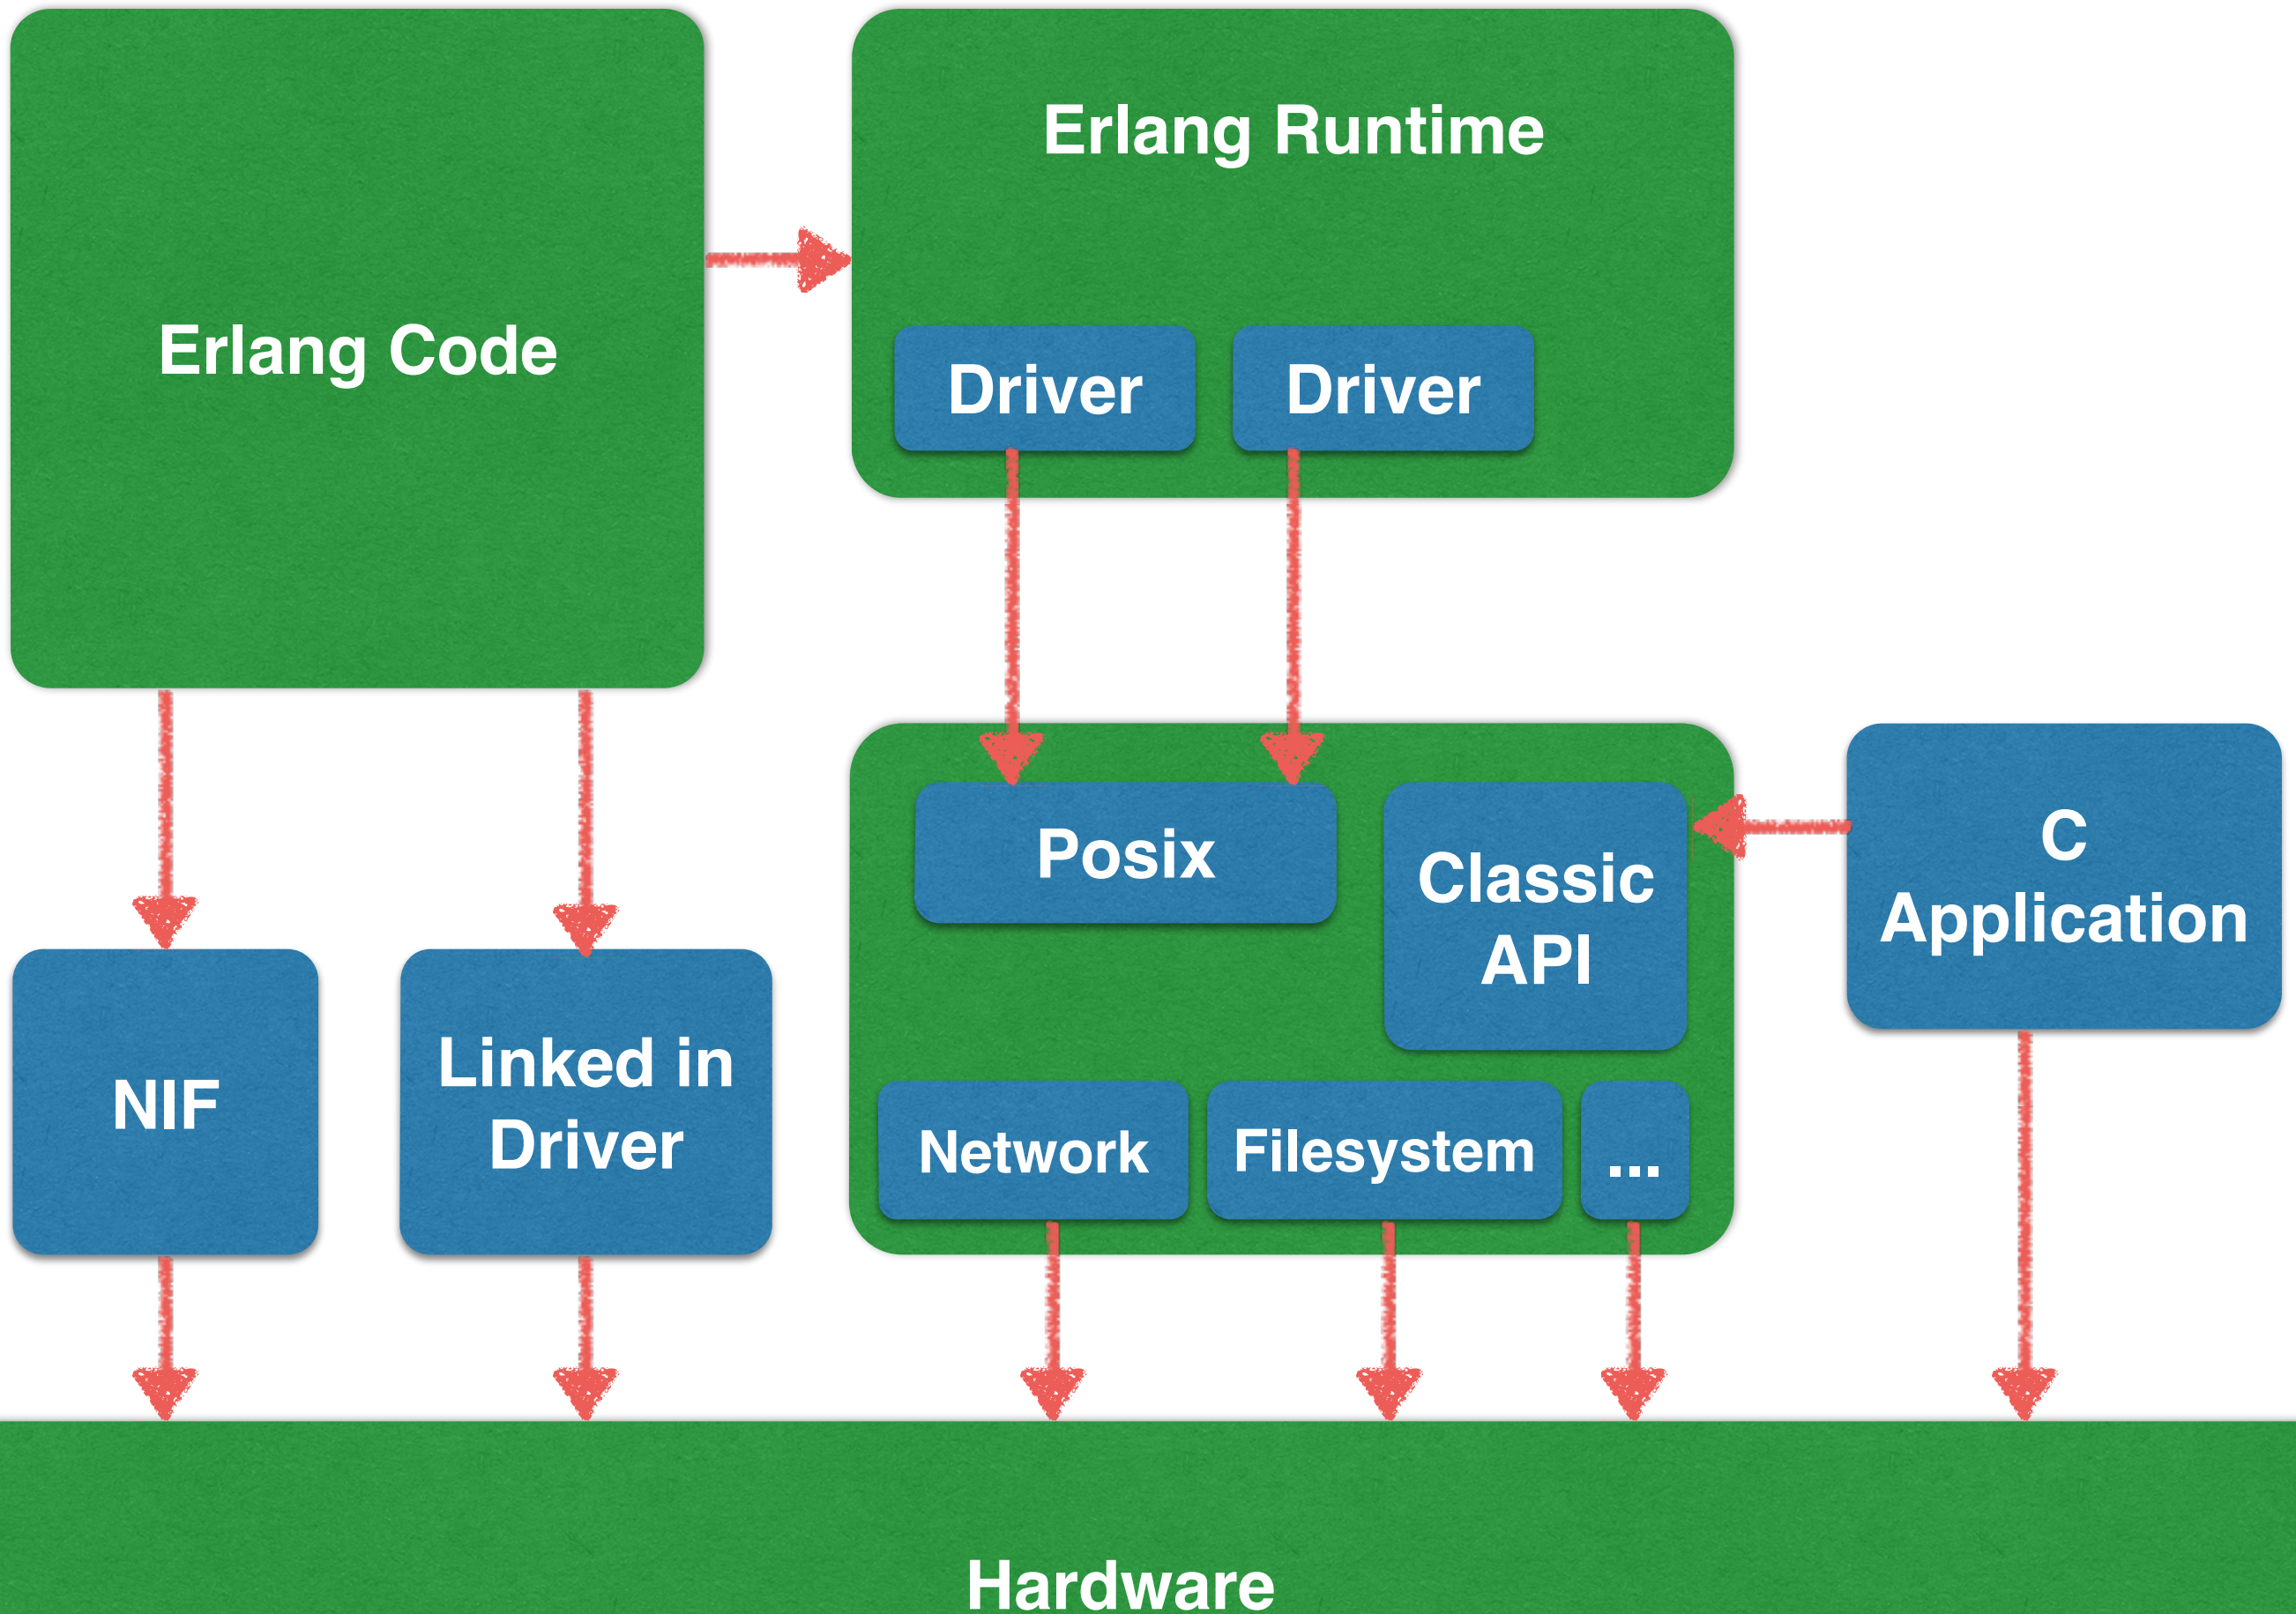 Erlang Code
Erlang Runtime
Driver
Driver
Posix
Classic
API
C
Application
NIF
Linked in
Driver
Network
Filesystem
...
Hardware